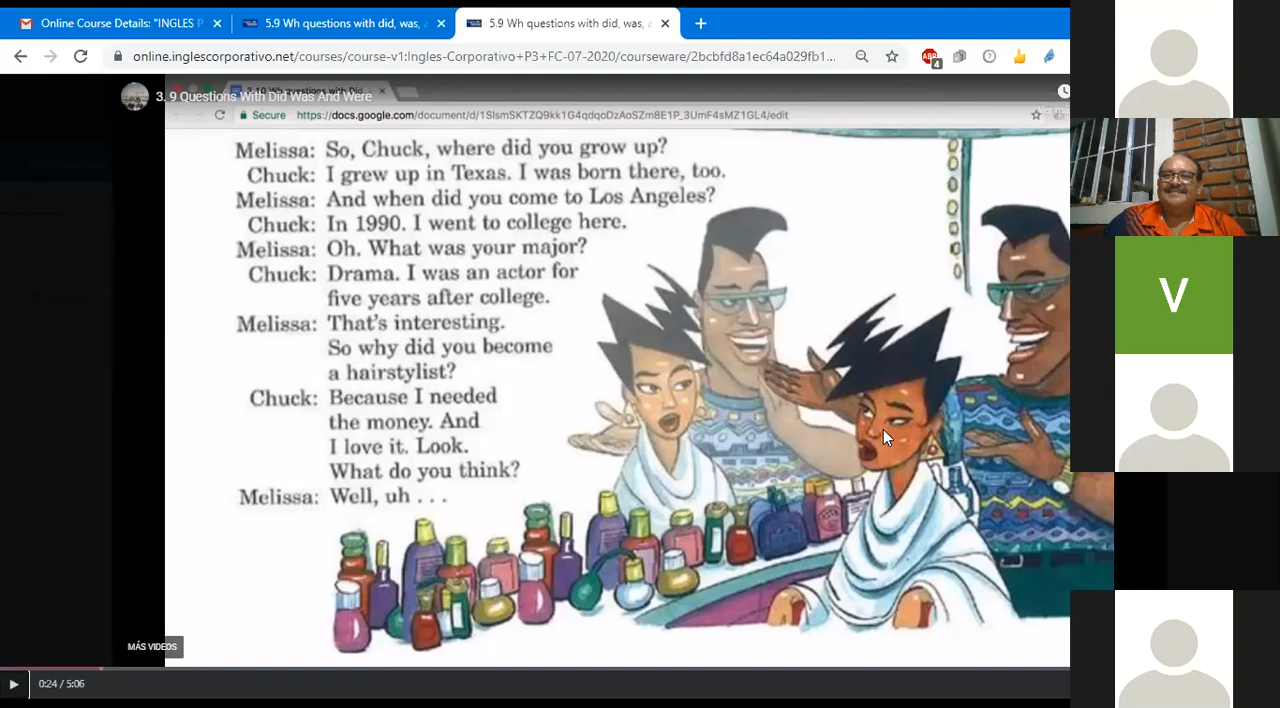 Online Course Details: "INGLES P
5.9 Wh questions with did, was,
5.9 Wh questions with did, was,
online.inglescorporativo.net/courses/course-v1:Ingles-Corporativo+P3+FC-07-2020/courseware/2bcbfd8a1ec64a029fb1...
ABP
4
3. 9 Questions With Did Was And Were
Secure
https://docs.google.com/document/d/1SlsmSKTZQ9kk1G4qdqoDzAoSZm8E1P_3UmF4sMZ1GL4/edit
Melissa: So, Chuck, where did you grow up?
Chuck: I grew up in Texas. I was born there, too.
Melissa: And when did you come to Los Angeles?
Chuck: In 1990. I went to college here.
Melissa: Oh. What was your major?
Chuck: Drama. I was an actor for
five years after college.
Melissa: That's interesting.
So why did you become
a hairstylist?
Chuck: Because I needed
the money. And
I love it. Look.
What do you think?
Melissa: Well, uh . . .
V
MÁS VIDEOS
0:24 / 5:06